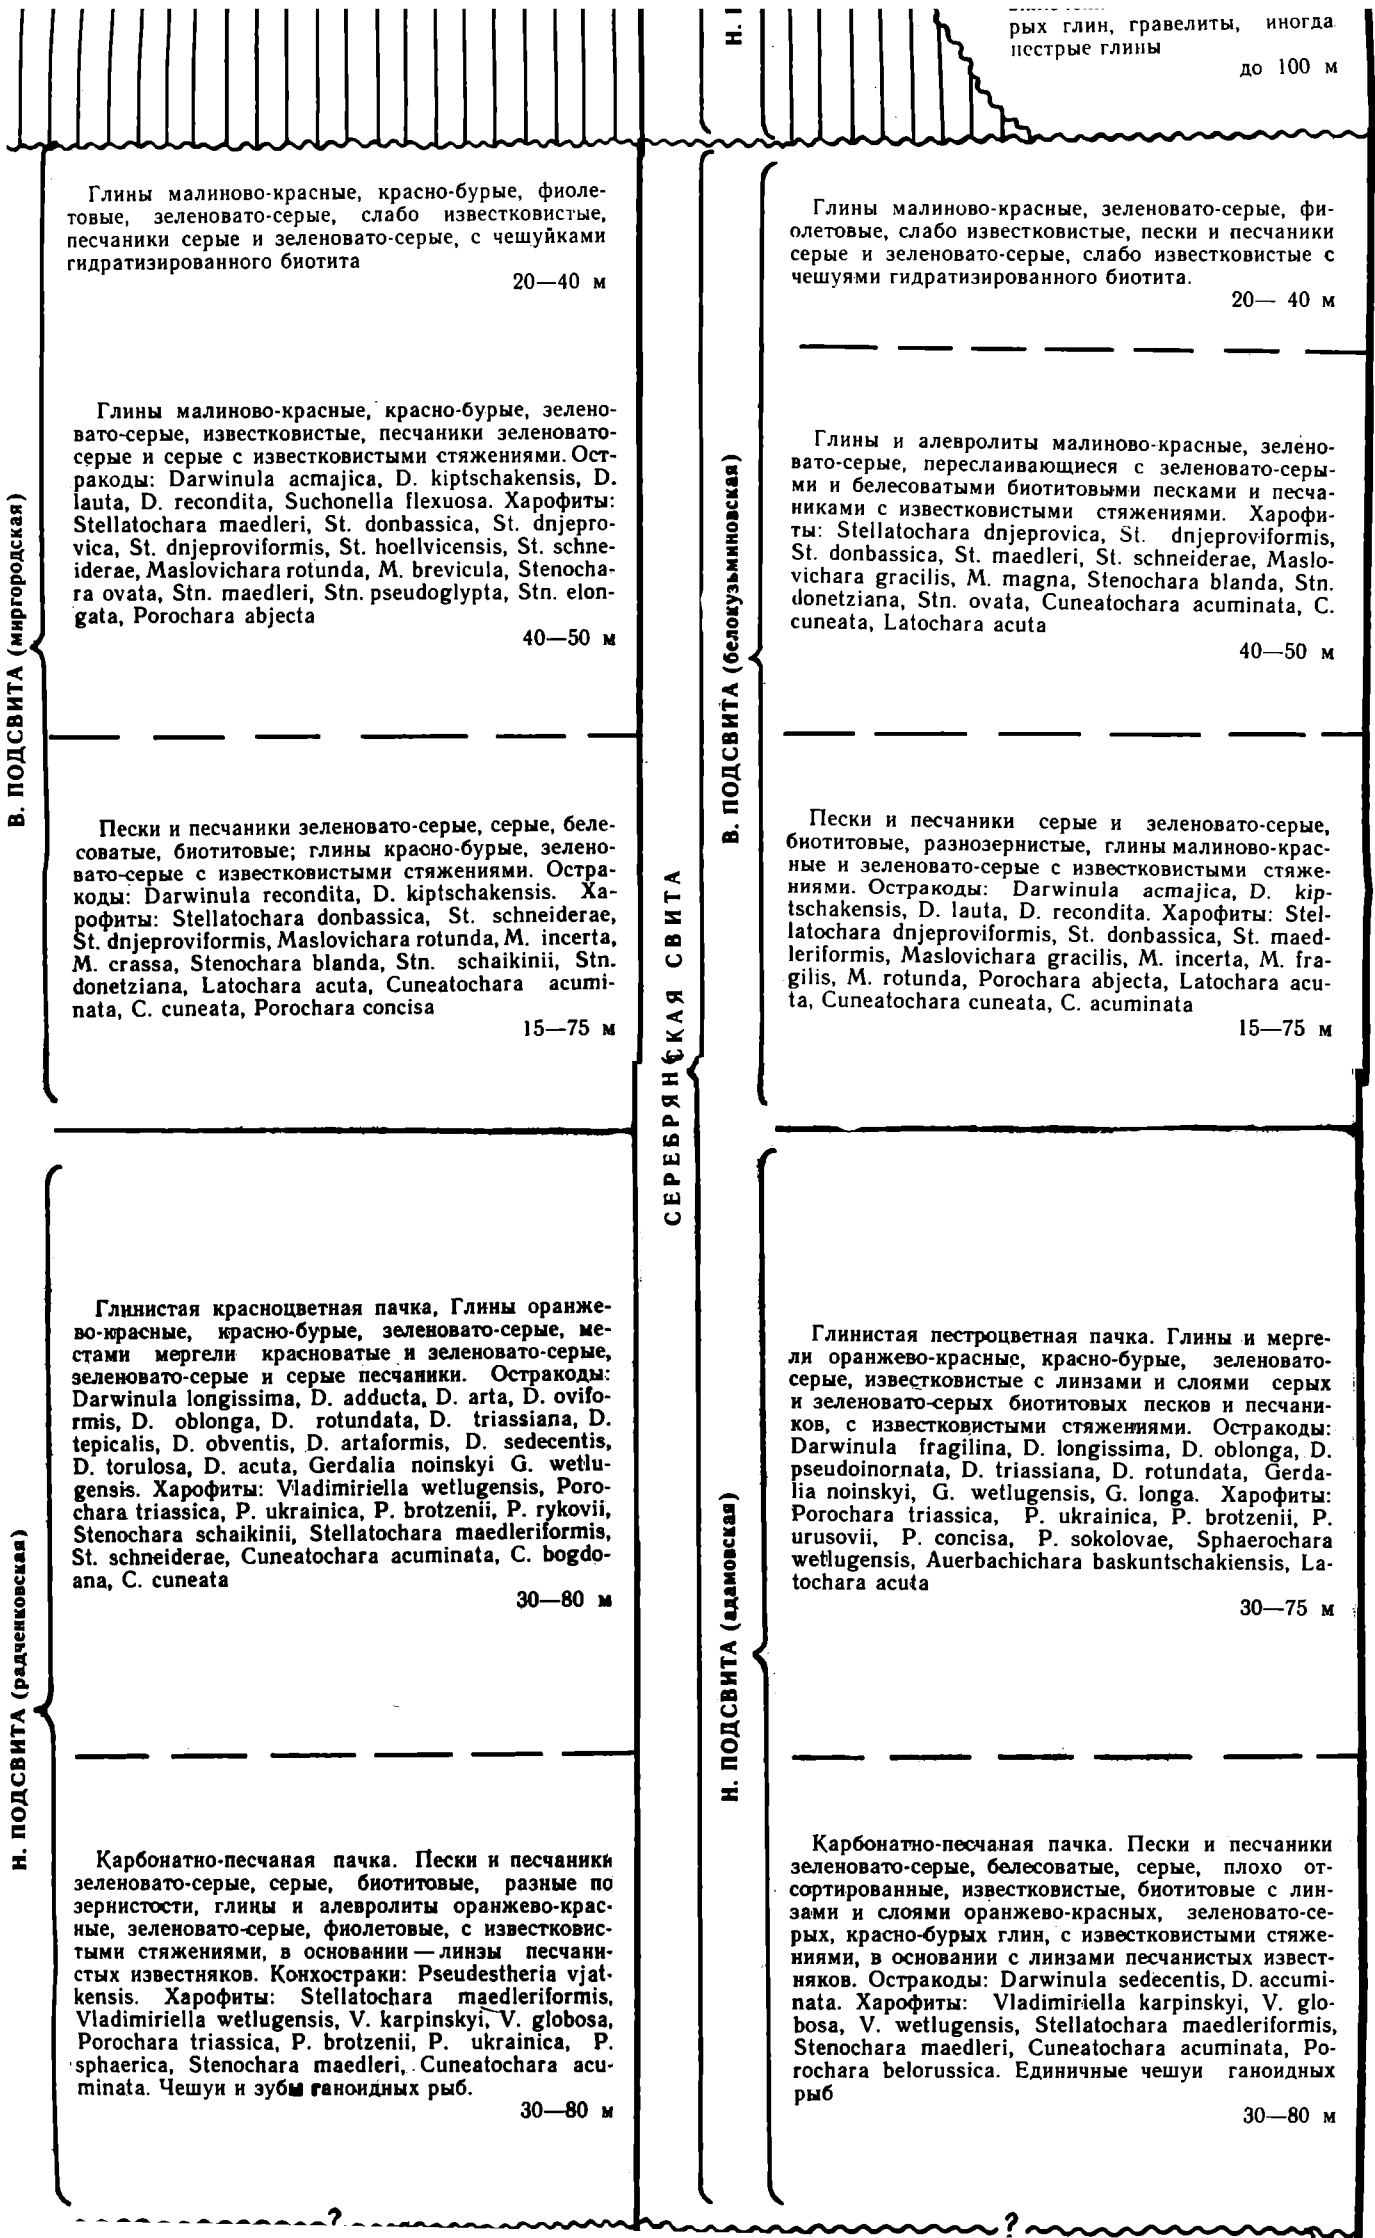 Н.
рых глин, гравелиты, иногда
пестрые глины
до 100 м
В. ПОДСВИТА (миргородская)
Глины малиново-красные, красно-бурые, фиоле-
товые, зеленовато-серые, слабо известковистые,
песчаники серые и зеленовато-серые, с чешуйками
гидратизированного биотита
20—40 м
Глины малиново-красные, красно-бурые, зелено-
вато-серые, известковистые, песчаники зеленовато-
серые и серые с известковистыми стяжениями. Ост-
ракоды: Darwinula acmajica, D. kiptschakensis, D.
lauta, D. recondita, Suchonella flexuosa. Харофиты:
Stellatochara maedleri, St. donbassica, St. dnjepro-
vica, St. dnjeproviformis, St. hoellvicensis, St. schne-
iderae, Maslovichara rotunda, M. brevicula, Stenocha-
ra ovata, Stn. maedleri, Stn. pseudoglypta, Stn. elon-
gata, Porochara abjecta
40—50 м
Пески и песчаники зеленовато-серые, серые, беле-
соватые, биотитовые; глины красно-бурые, зелено-
вато-серые с известковистыми стяжениями. Остра-
коды: Darwinula recondita, D. kiptschakensis. Ха-
рофиты: Stellatochara donbassica, St. schneiderae,
St. dnjeproviformis, Maslovichara rotunda, M. incerta,
M. crassa, Stenochara blanda, Stn. schaikinii, Stn.
donetziana, Latochara acuta, Cuneatochara acumi-
nata, C. cuneata, Porochara concisa
15—75 м
Н. ПОДСВИТА (радченковская)
Глинистая красноцветная пачка, Глины оранже-
во-красные, красно-бурые, зеленовато-серые, ме-
стами мергели красноватые и зеленовато-серые,
зеленовато-серые и серые песчаники. Остракоды:
Darwinula longissima, D. adducta, D. arta, D. ovifo-
rmis, D. oblonga, D. rotundata, D. triassiana, D.
tepicalis, D. obventis, D. artaformis, D. sedecentis,
D. torulosa, D. acuta, Gerdalia noinskyi G. wetlu-
gensis. Харофиты: Vladimiriella wetlugensis, Poro-
chara triassica, P. ukrainica, P. brotzenii, P. rykovii,
Stenochara schaikinii, Stellatochara maedleriformis,
St. schneiderae, Cuneatochara acuminata, C. bogdo-
ana, C. cuneata
30—80 м
Карбонатно-песчаная пачка. Пески и песчаники
зеленовато-серые, серые, биотитовые, разные по
зернистости, глины и алевролиты оранжево-крас-
ные, зеленовато-серые, фиолетовые, с известковис-
тыми стяжениями, в основании — линзы песчани-
стых известняков. Конхостраки: Pseudestheria vjat-
kensis. Харофиты: Stellatochara maedleriformis,
Vladimiriella wetlugensis, V. karpinskyi, V. globosa,
Porochara triassica, P. brotzenii, P. ukrainica, P.
sphaerica, Stenochara maedleri, Cuneatochara acu-
minata. Чешуи и зубы ганоидных рыб.
30—80 м
?
СЕРЕБРЯНСКАЯ СВИТА
В. ПОДСВИТА (белокузьминовская)
Глины малиново-красные, зеленовато-серые, фи-
олетовые, слабо известковистые, пески и песчаники
серые и зеленовато-серые, слабо известковистые с
чешуями гидратизированного биотита.
20— 40 м
Глины и алевролиты малиново-красные, зелено-
вато-серые, переслаивающиеся с зеленовато-серы-
ми и белесоватыми биотитовыми песками и песча-
никами с известковистыми стяжениями. Харофи-
ты: Stellatochara dnjeprovica, St. dnjeproviformis,
St. donbassica, St. maedleri, St. schneiderae, Maslo-
vichara gracilis, M. magna, Stenochara blanda, Stn.
donetziana, Stn. ovata, Cuneatochara acuminata, C.
cuneata, Latochara acuta
40—50 м
Пески и песчаники серые и зеленовато-серые,
биотитовые, разнозернистые, глины малиново-крас-
ные и зеленовато-серые с известковистыми стяже-
ниями. Остракоды: Darwinula acmajica, D. kip-
tschakensis, D. lauta, D. recondita. Харофиты: Stel-
latochara dnjeproviformis, St. donbassica, St. maed-
leriformis, Maslovichara gracilis, M. incerta, M. fra-
gilis, M. rotunda, Porochara abjecta, Latochara acu-
ta, Cuneatochara cuneata, C. acuminata
15—75 м
Н. ПОДСВИТА (адамовская)
Глинистая пестроцветная пачка. Глины и мерге-
ли оранжево-красные, красно-бурые, зеленовато-
серые, известковистые с линзами и слоями серых
и зеленовато-серых биотитовых песков и песчани-
ков, с известковистыми стяжениями. Остракоды:
Darwinula fragilina, D. longissima, D. oblonga, D.
pseudoinornata, D. triassiana, D. rotundata, Gerda-
lia noinskyi, G. wetlugensis, G. longa. Харофиты:
Porochara triassica, P. ukrainica, P. brotzenii, P.
urusovii, P. concisa, P. sokolovae, Sphaerochara
wetlugensis, Auerbachichara baskuntschakiensis, La-
tochara acuta
30—75 м
Карбонатно-песчаная пачка. Пески и песчаники
зеленовато-серые, белесоватые, серые, плохо от-
сортированные, известковистые, биотитовые с лин-
зами и слоями оранжево-красных, зеленовато-се-
рых, красно-бурых глин, с известковистыми стяже-
ниями, в основании с линзами песчанистых извест-
няков. Остракоды: Darwinula sedecentis, D. accumi-
nata. Харофиты: Vladimiriella karpinskyi, V. glo-
bosa, V. wetlugensis, Stellatochara maedleriformis,
Stenochara maedleri, Cuneatochara acuminata, Po-
rochara belorussica. Единичные чешуи ганоидных
рыб
30—80 м
?